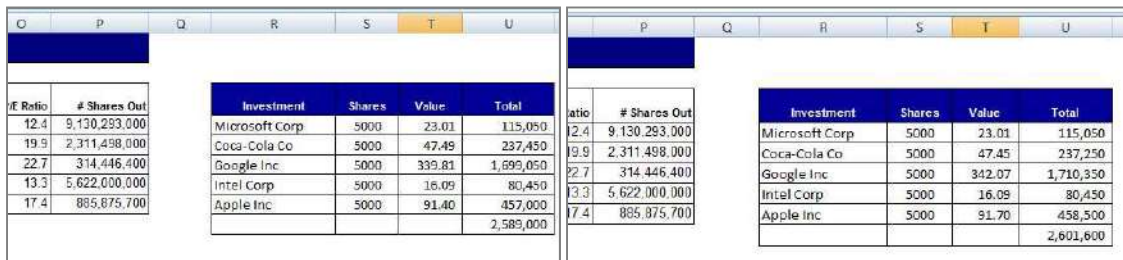 O P Q R S T U
/E Ratio # Shares Out Investment Shares Value Total
12.4 9,130,293,000 Microsoft Corp 5000 23.01 115,050
19.9 2,311,498,000 Coca-Cola Co 5000 47.49 237,450
22.7 314,446,400 Google Inc 5000 339.81 1,699,050
13.3 5,622,000,000 Intel Corp 5000 16.09 80,450
17.4 885,875,700 Apple Inc 5000 91.40 457,000
2,589,000
P Q R S T U
atio # Shares Out Investment Shares Value Total
12.4 9,130,293,000 Microsoft Corp 5000 23.01 115,050
19.9 2,311,498,000 Coca-Cola Co 5000 47.45 237,250
22.7 314,446,400 Google Inc 5000 342.07 1,710,350
13.3 5,622,000,000 Intel Corp 5000 16.09 80,450
17.4 885,875,700 Apple Inc 5000 91.70 458,500
2,601,600